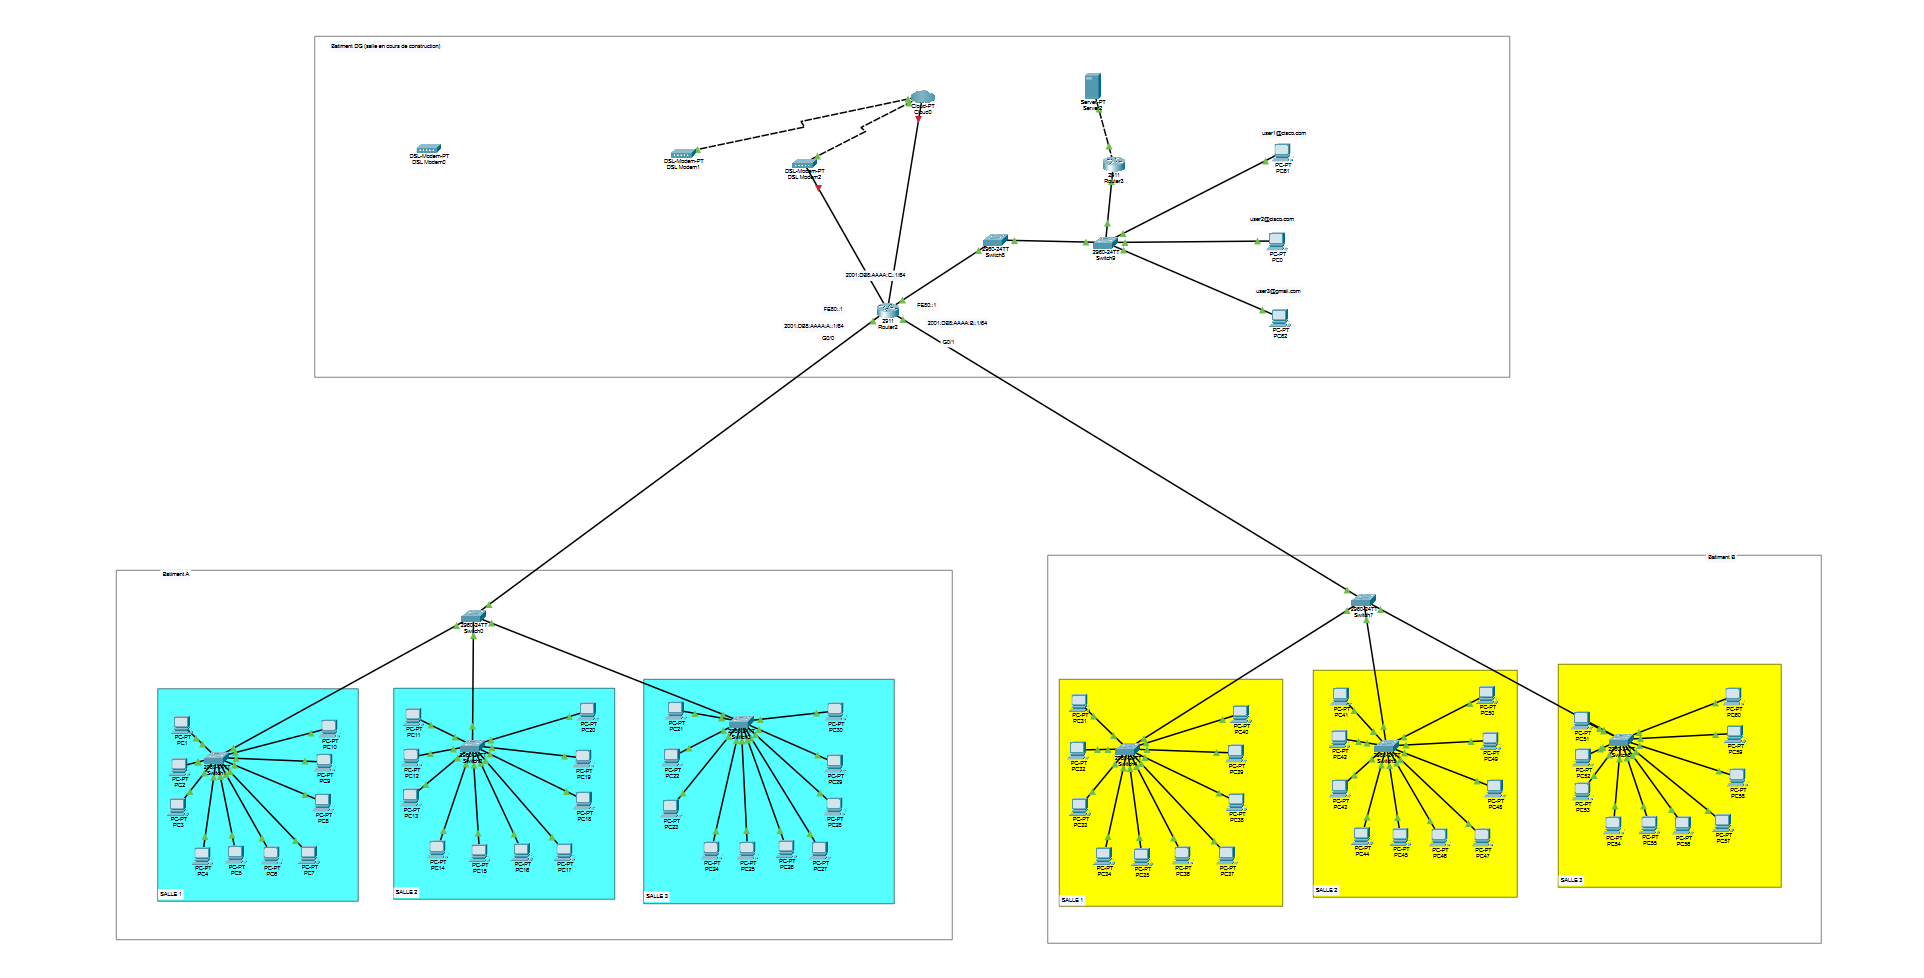 Batiment DG (salle en cours de construction)
Cloud-PT
Cloud0
Server-PT
user1@cisco.com
PC-PT
PC61
DSL-Modem-PT
DSL Modem0
DSL-Modem-PT
DSL Modem1
DSL-Modem-PT
DSL Modem2
2911
Router3
user2@cisco.com
PC-PT
PC0
2960-24TT
Switch8
2960-24TT
Switch9
user3@gmail.com
PC-PT
PC62
2001:DB8:AAAA:C::1/64
FE80::1
FE80::1
2911
Router2
2001:DB8:AAAA:A::1/64
2001:DB8:AAAA:B::1/64
G0/0
G0/1
Batiment A
2960-24TT
Switch0
PC-PT
PC1
PC-PT
PC2
PC-PT
PC3
PC-PT
PC4
PC-PT
PC5
PC-PT
PC6
PC-PT
PC7
PC-PT
PC8
PC-PT
PC9
PC-PT
PC10
SALLE 1
PC-PT
PC11
PC-PT
PC12
PC-PT
PC13
PC-PT
PC14
PC-PT
PC15
PC-PT
PC16
PC-PT
PC17
PC-PT
PC18
PC-PT
PC19
PC-PT
PC20
SALLE 2
PC-PT
PC21
PC-PT
PC22
PC-PT
PC23
PC-PT
PC24
PC-PT
PC25
PC-PT
PC26
PC-PT
PC27
PC-PT
PC28
PC-PT
PC29
PC-PT
PC30
SALLE 3
Batiment B
2960-24TT
Switch7
PC-PT
PC31
PC-PT
PC32
PC-PT
PC33
PC-PT
PC34
PC-PT
PC35
PC-PT
PC36
PC-PT
PC37
PC-PT
PC38
PC-PT
PC39
PC-PT
PC40
SALLE 1
PC-PT
PC41
PC-PT
PC42
PC-PT
PC43
PC-PT
PC44
PC-PT
PC45
PC-PT
PC46
PC-PT
PC47
PC-PT
PC48
PC-PT
PC49
PC-PT
PC50
SALLE 2
PC-PT
PC51
PC-PT
PC52
PC-PT
PC53
PC-PT
PC54
PC-PT
PC55
PC-PT
PC56
PC-PT
PC57
PC-PT
PC58
PC-PT
PC59
PC-PT
PC60
SALLE 3